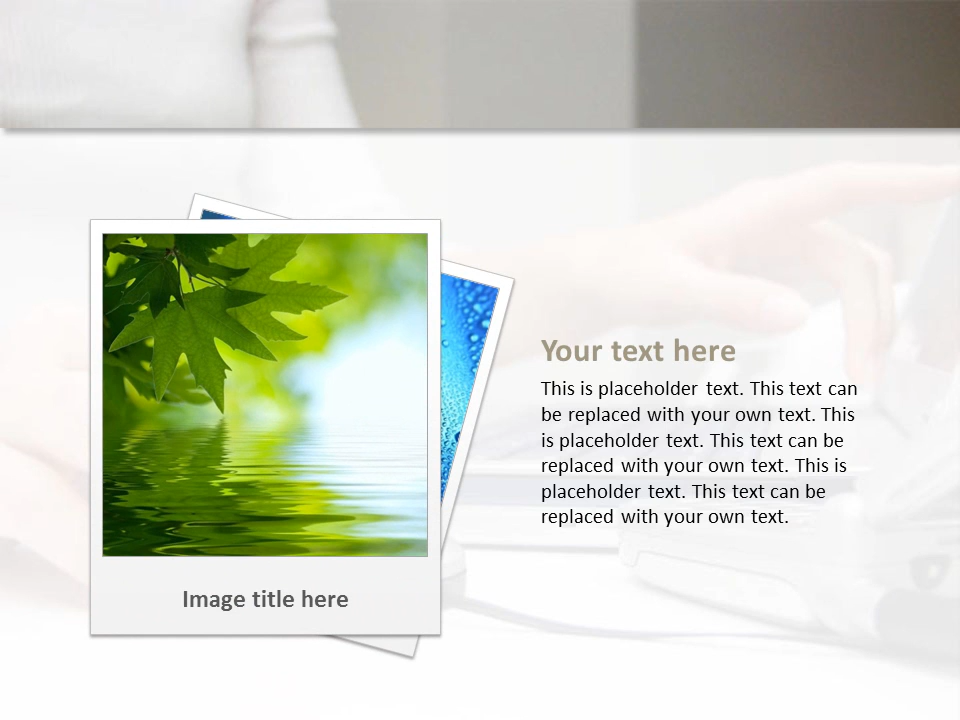 Your text here
This is placeholder text. This text can
be replaced with your own text. This
is placeholder text. This text can be
replaced with your own text. This is
placeholder text. This text can be
replaced with your own text.
Image title here